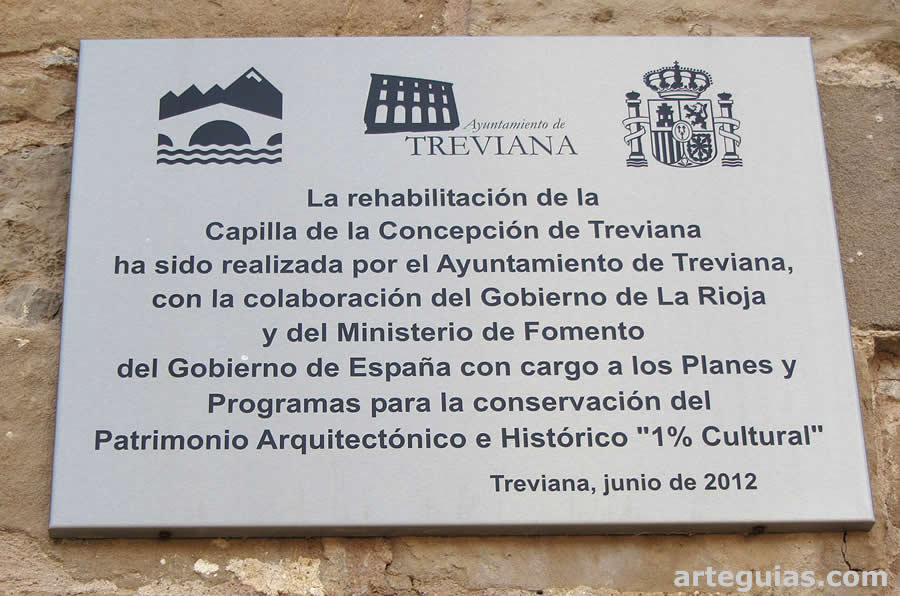 Ayuntamiento de
TREVIANA
La rehabilitación de la
Capilla de la Concepción de Treviana
ha sido realizada por el Ayuntamiento de Treviana,
con la colaboración del Gobierno de La Rioja
y del Ministerio de Fomento
del Gobierno de España con cargo a los Planes y
Programas para la conservación del
Patrimonio Arquitectónico e Histórico "1% Cultural"
Treviana, junio de 2012
arteguias.com